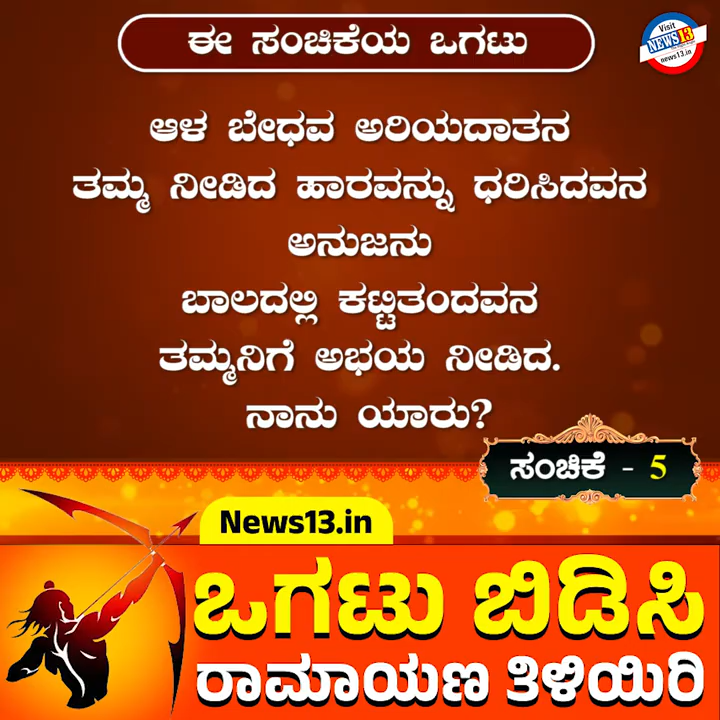 ಈ ಸಂಚಿಕೆಯ ಒಗಟು
Visit
NEWS13
news13.in
ಆಳ ಬೇಧವ ಅರಿಯದಾತನ
ತಮ್ಮ ನೀಡಿದ ಹಾರವನ್ನು ಧರಿಸಿದವನ
ಅನುಜನು
ಬಾಲದಲ್ಲಿ ಕಟ್ಟಿತಂದವನ
ತಮ್ಮನಿಗೆ ಅಭಯ ನೀಡಿದ.
ನಾನು ಯಾರು?
ಸಂಚಿಕೆ - 5
News13.in
ಒಗಟು ಬಿಡಿಸಿ
ರಾಮಾಯಣ ತಿಳಿಯಿರಿ